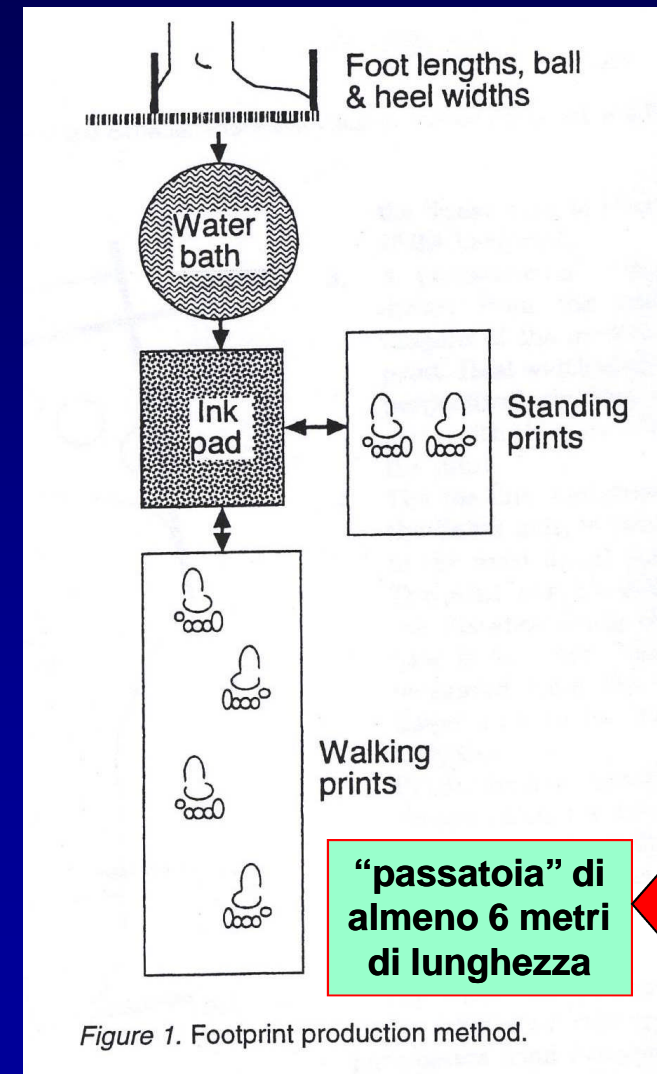 Foot lengths, ball
& heel widths
Water
bath
Ink
pad
Standing
prints
Walking
prints
“passatoia” di
almeno 6 metri
di lunghezza
Figure 1. Footprint production method.